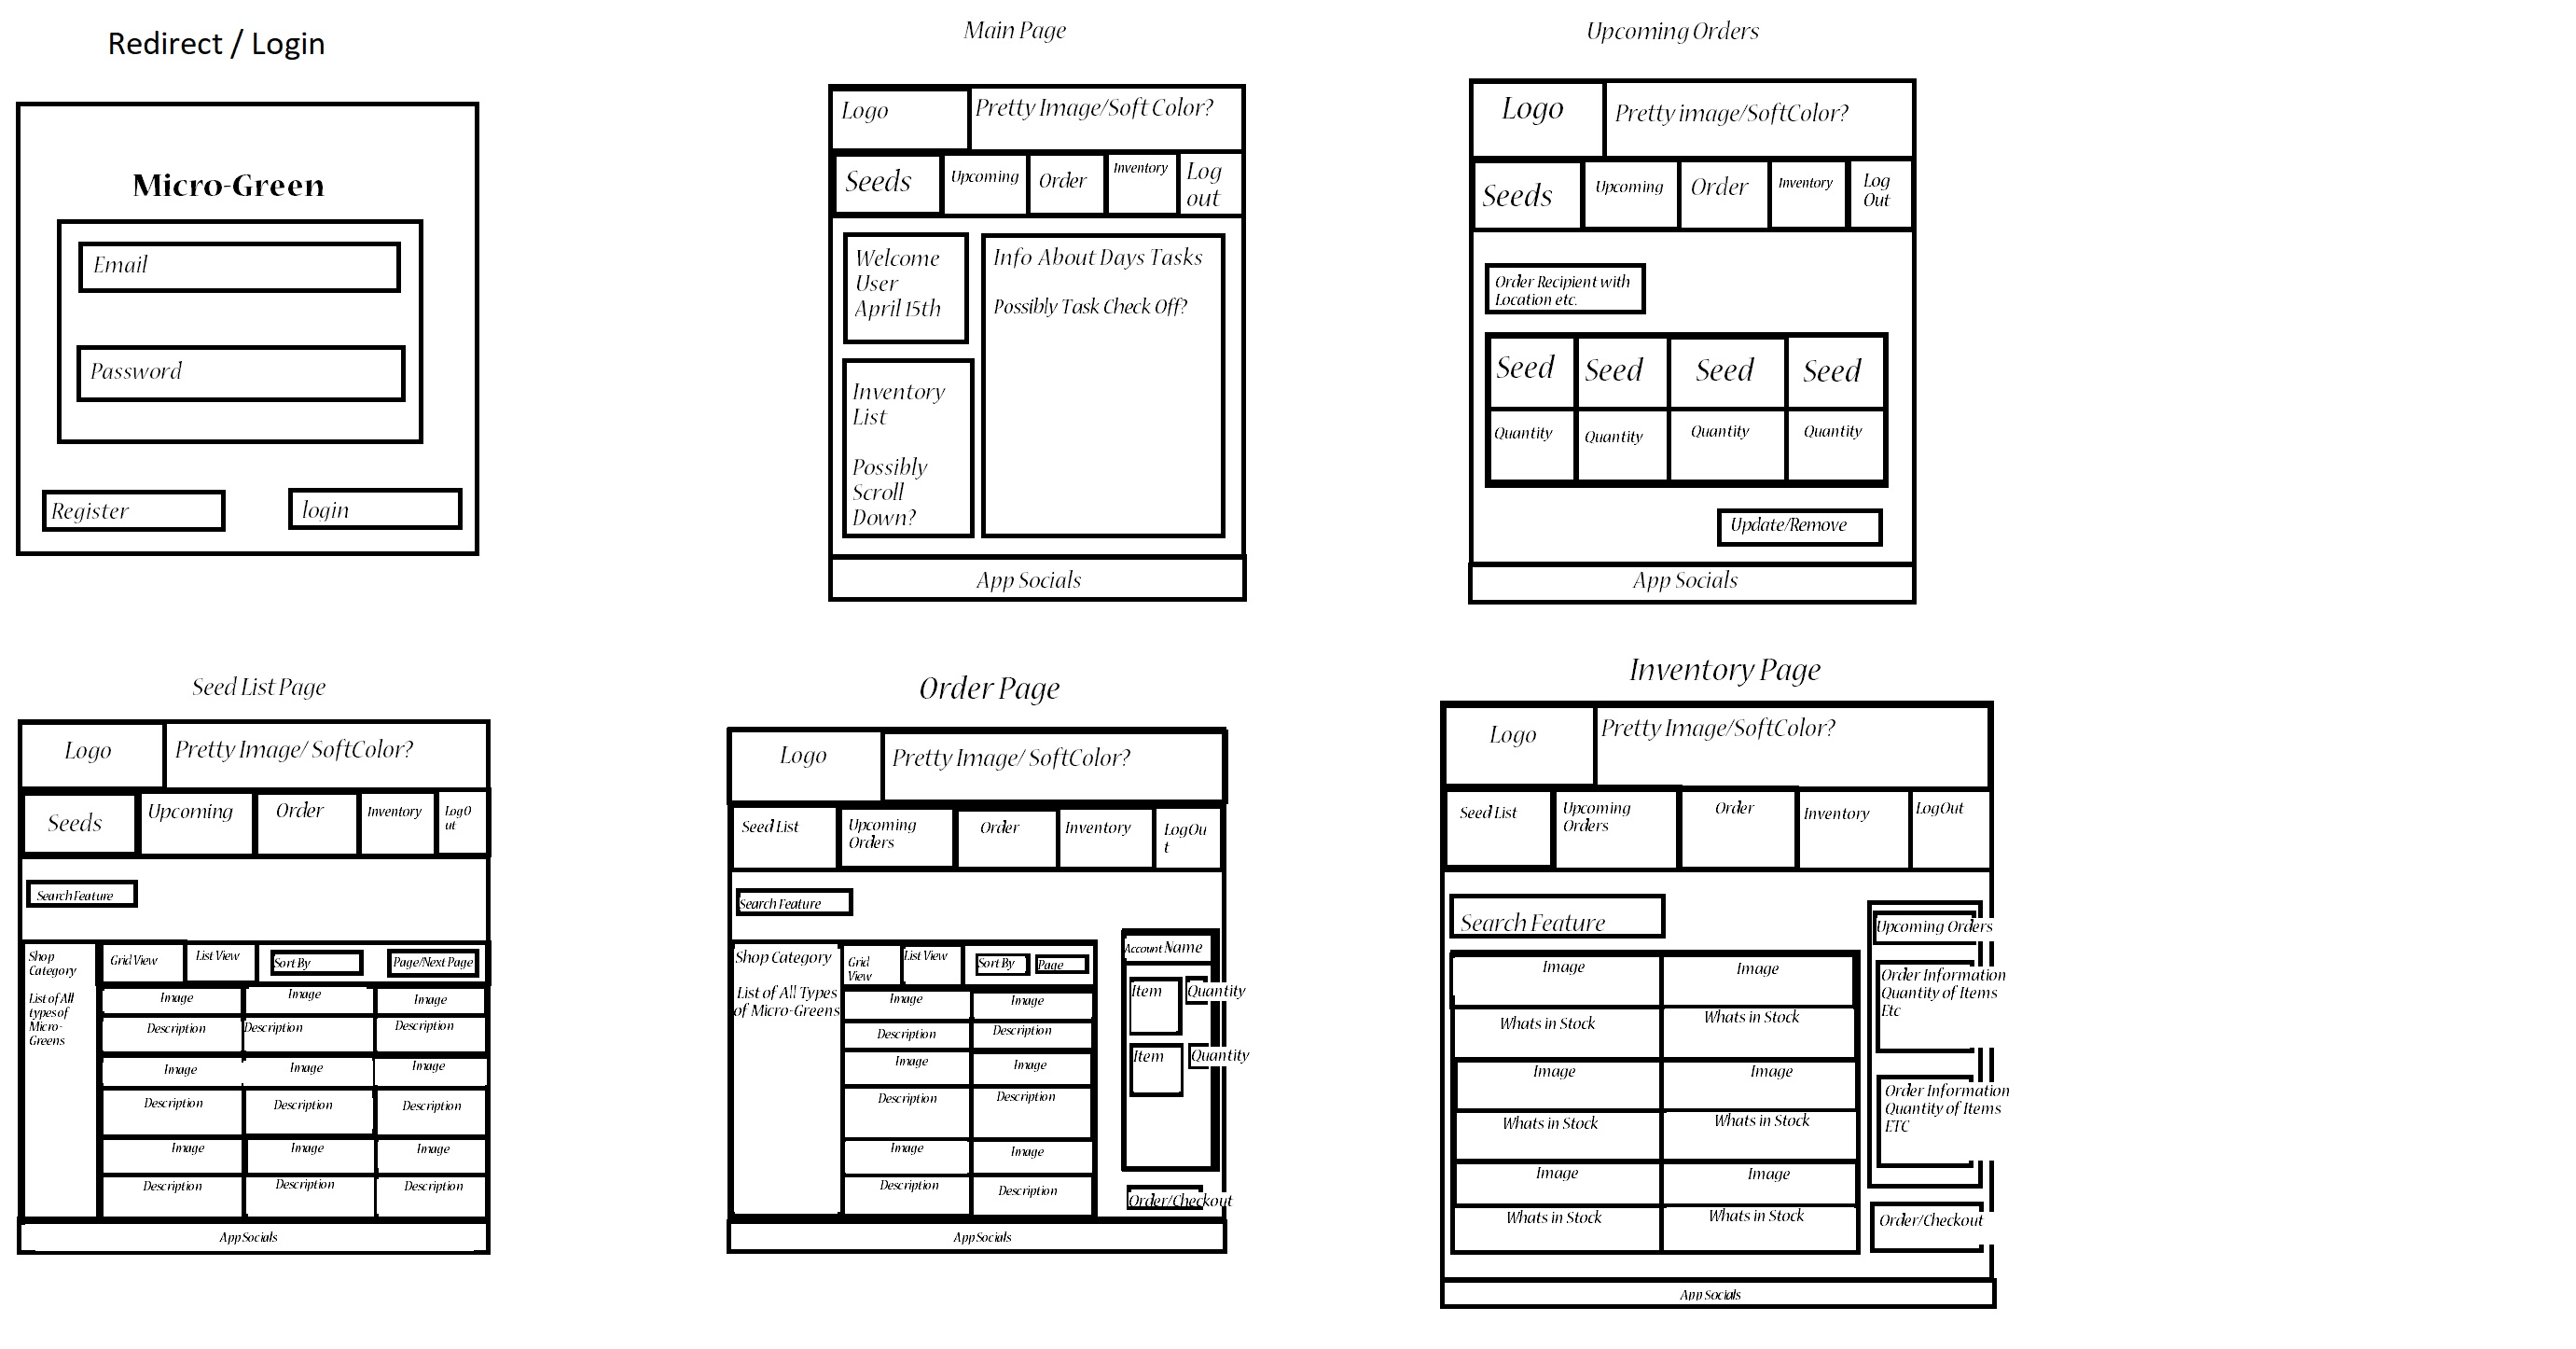 Redirect / Login
Micro-Green
Email
Password
Register
login
Main Page
Logo
Pretty Image/Soft Color?
Seeds
Upcoming
Order
Inventory
Log
out
Welcome
User
April 15th
Inventory
List
Possibly
Scroll
Down?
Info About Days Tasks
Possibly Task Check Off?
App Socials
Upcoming Orders
Logo
Pretty image/SoftColor?
Seeds
Upcoming
Order
Inventory
Log
Out
Order Recipient with
Location etc.
Seed
Seed
Seed
Seed
Quantity
Quantity
Quantity
Quantity
Update/Remove
App Socials
Seed List Page
Logo
Pretty Image/ SoftColor?
Seeds
Upcoming
Order
Inventory
LogO
ut
Search Feature
Shop
Category
List of All
types of
Micro-
Greens
Grid View
List View
Sort By
Page/Next Page
Image
Image
Image
Description
Description
Description
Image
Image
Image
Description
Description
Description
Image
Image
Image
Description
Description
Description
App Socials
Order Page
Logo
Pretty Image/ SoftColor?
Seed List
Upcoming
Orders
Order
Inventory
LogOu
t
Search Feature
Shop Category
List of All Types
of Micro-Greens
Grid
View
List View
Sort By
Page
Image
Image
Description
Description
Image
Image
Description
Description
Image
Image
Description
Description
Account Name
Item
Quantity
Item
Quantity
Order/Checkout
App Socials
Inventory Page
Logo
Pretty Image/SoftColor?
Seed List
Upcoming
Orders
Order
Inventory
LogOut
Search Feature
Image
Image
Whats in Stock
Whats in Stock
Image
Image
Whats in Stock
Whats in Stock
Image
Image
Whats in Stock
Whats in Stock
Upcoming Orders
Order Information
Quantity of Items
Etc
Order Information
Quantity of Items
ETC
Order/Checkout
App Socials